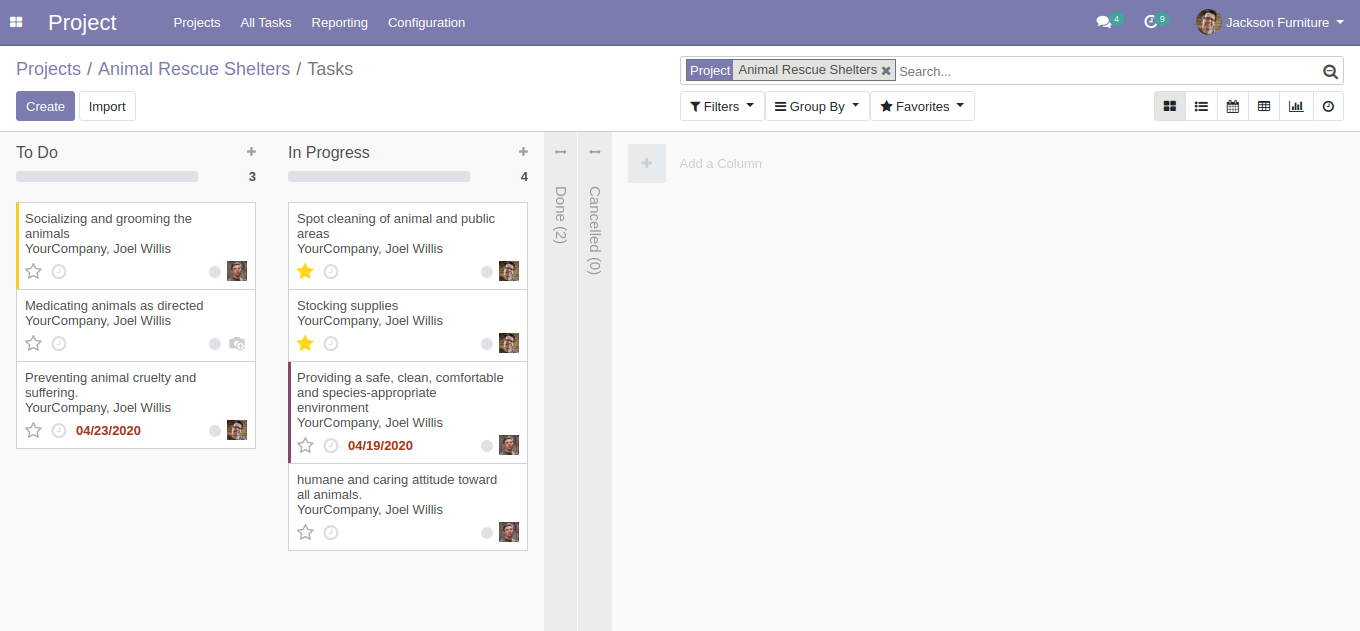 Project
Projects
All Tasks
Reporting
Configuration
4
9
Jackson Furniture
Projects / Animal Rescue Shelters / Tasks
Project Animal Rescue Shelters
Search...
Create
Import
Filters
Group By
Favorites
To Do
3
Socializing and grooming the
animals
YourCompany, Joel Willis
Medicating animals as directed
YourCompany, Joel Willis
Preventing animal cruelty and
suffering.
YourCompany, Joel Willis
04/23/2020
In Progress
4
Spot cleaning of animal and public
areas
YourCompany, Joel Willis
Stocking supplies
YourCompany, Joel Willis
Providing a safe, clean, comfortable
and species-appropriate
environment
YourCompany, Joel Willis
04/19/2020
humane and caring attitude toward
all animals.
YourCompany, Joel Willis
Done (2)
Cancelled (0)
Add a Column